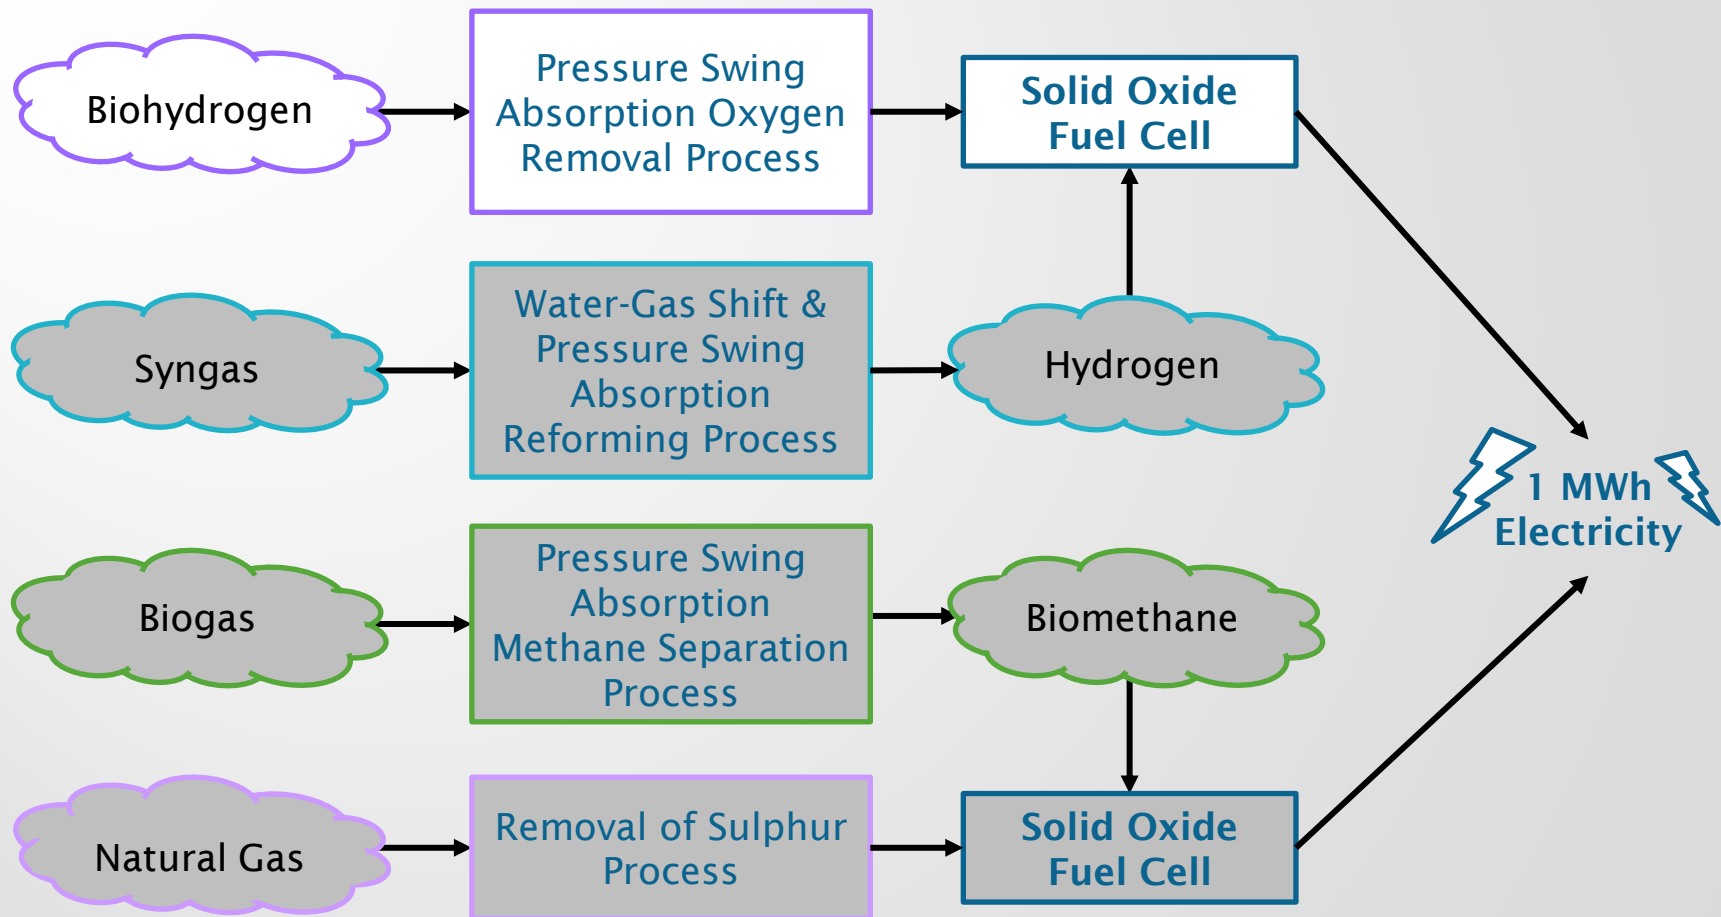 Biohydrogen
Pressure Swing
Absorption Oxygen
Removal Process
Solid Oxide
Fuel Cell
Syngas
Water-Gas Shift &
Pressure Swing
Absorption
Reforming Process
Hydrogen
1 MWh
Electricity
Biogas
Pressure Swing
Absorption
Methane Separation
Process
Biomethane
Natural Gas
Removal of Sulphur
Process
Solid Oxide
Fuel Cell